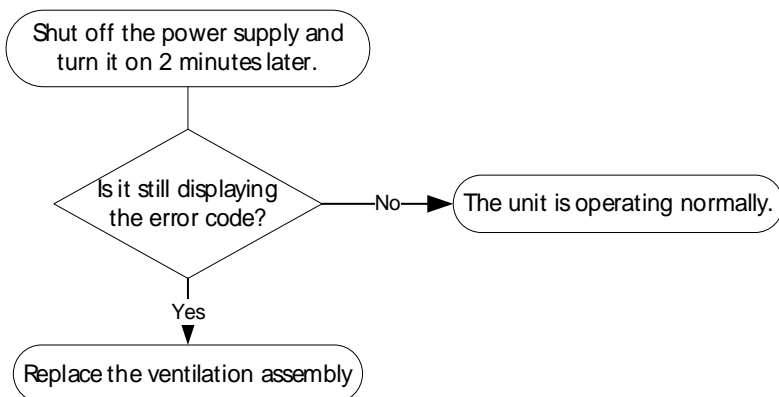 Shut off the power supply and
turn it on 2 minutes later.
Is it still displaying
the error code?
No
The unit is operating normally.
Yes
Replace the ventilation assembly